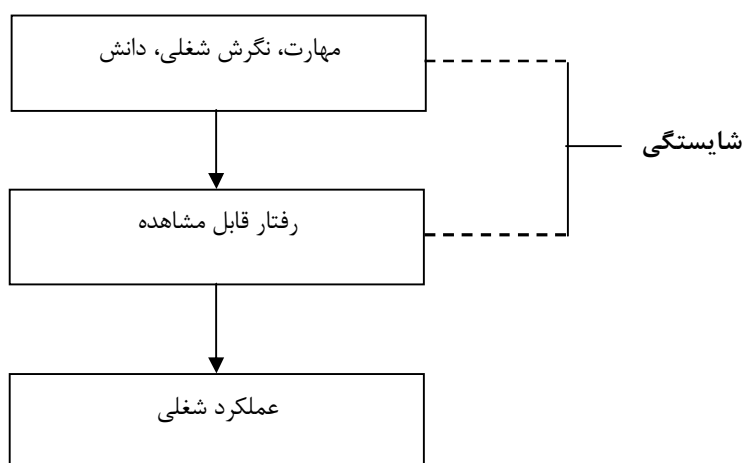 مهارت، نگرش شغلی، دانش
شایستگی
رفتار قابل مشاهده
عملکرد شغلی